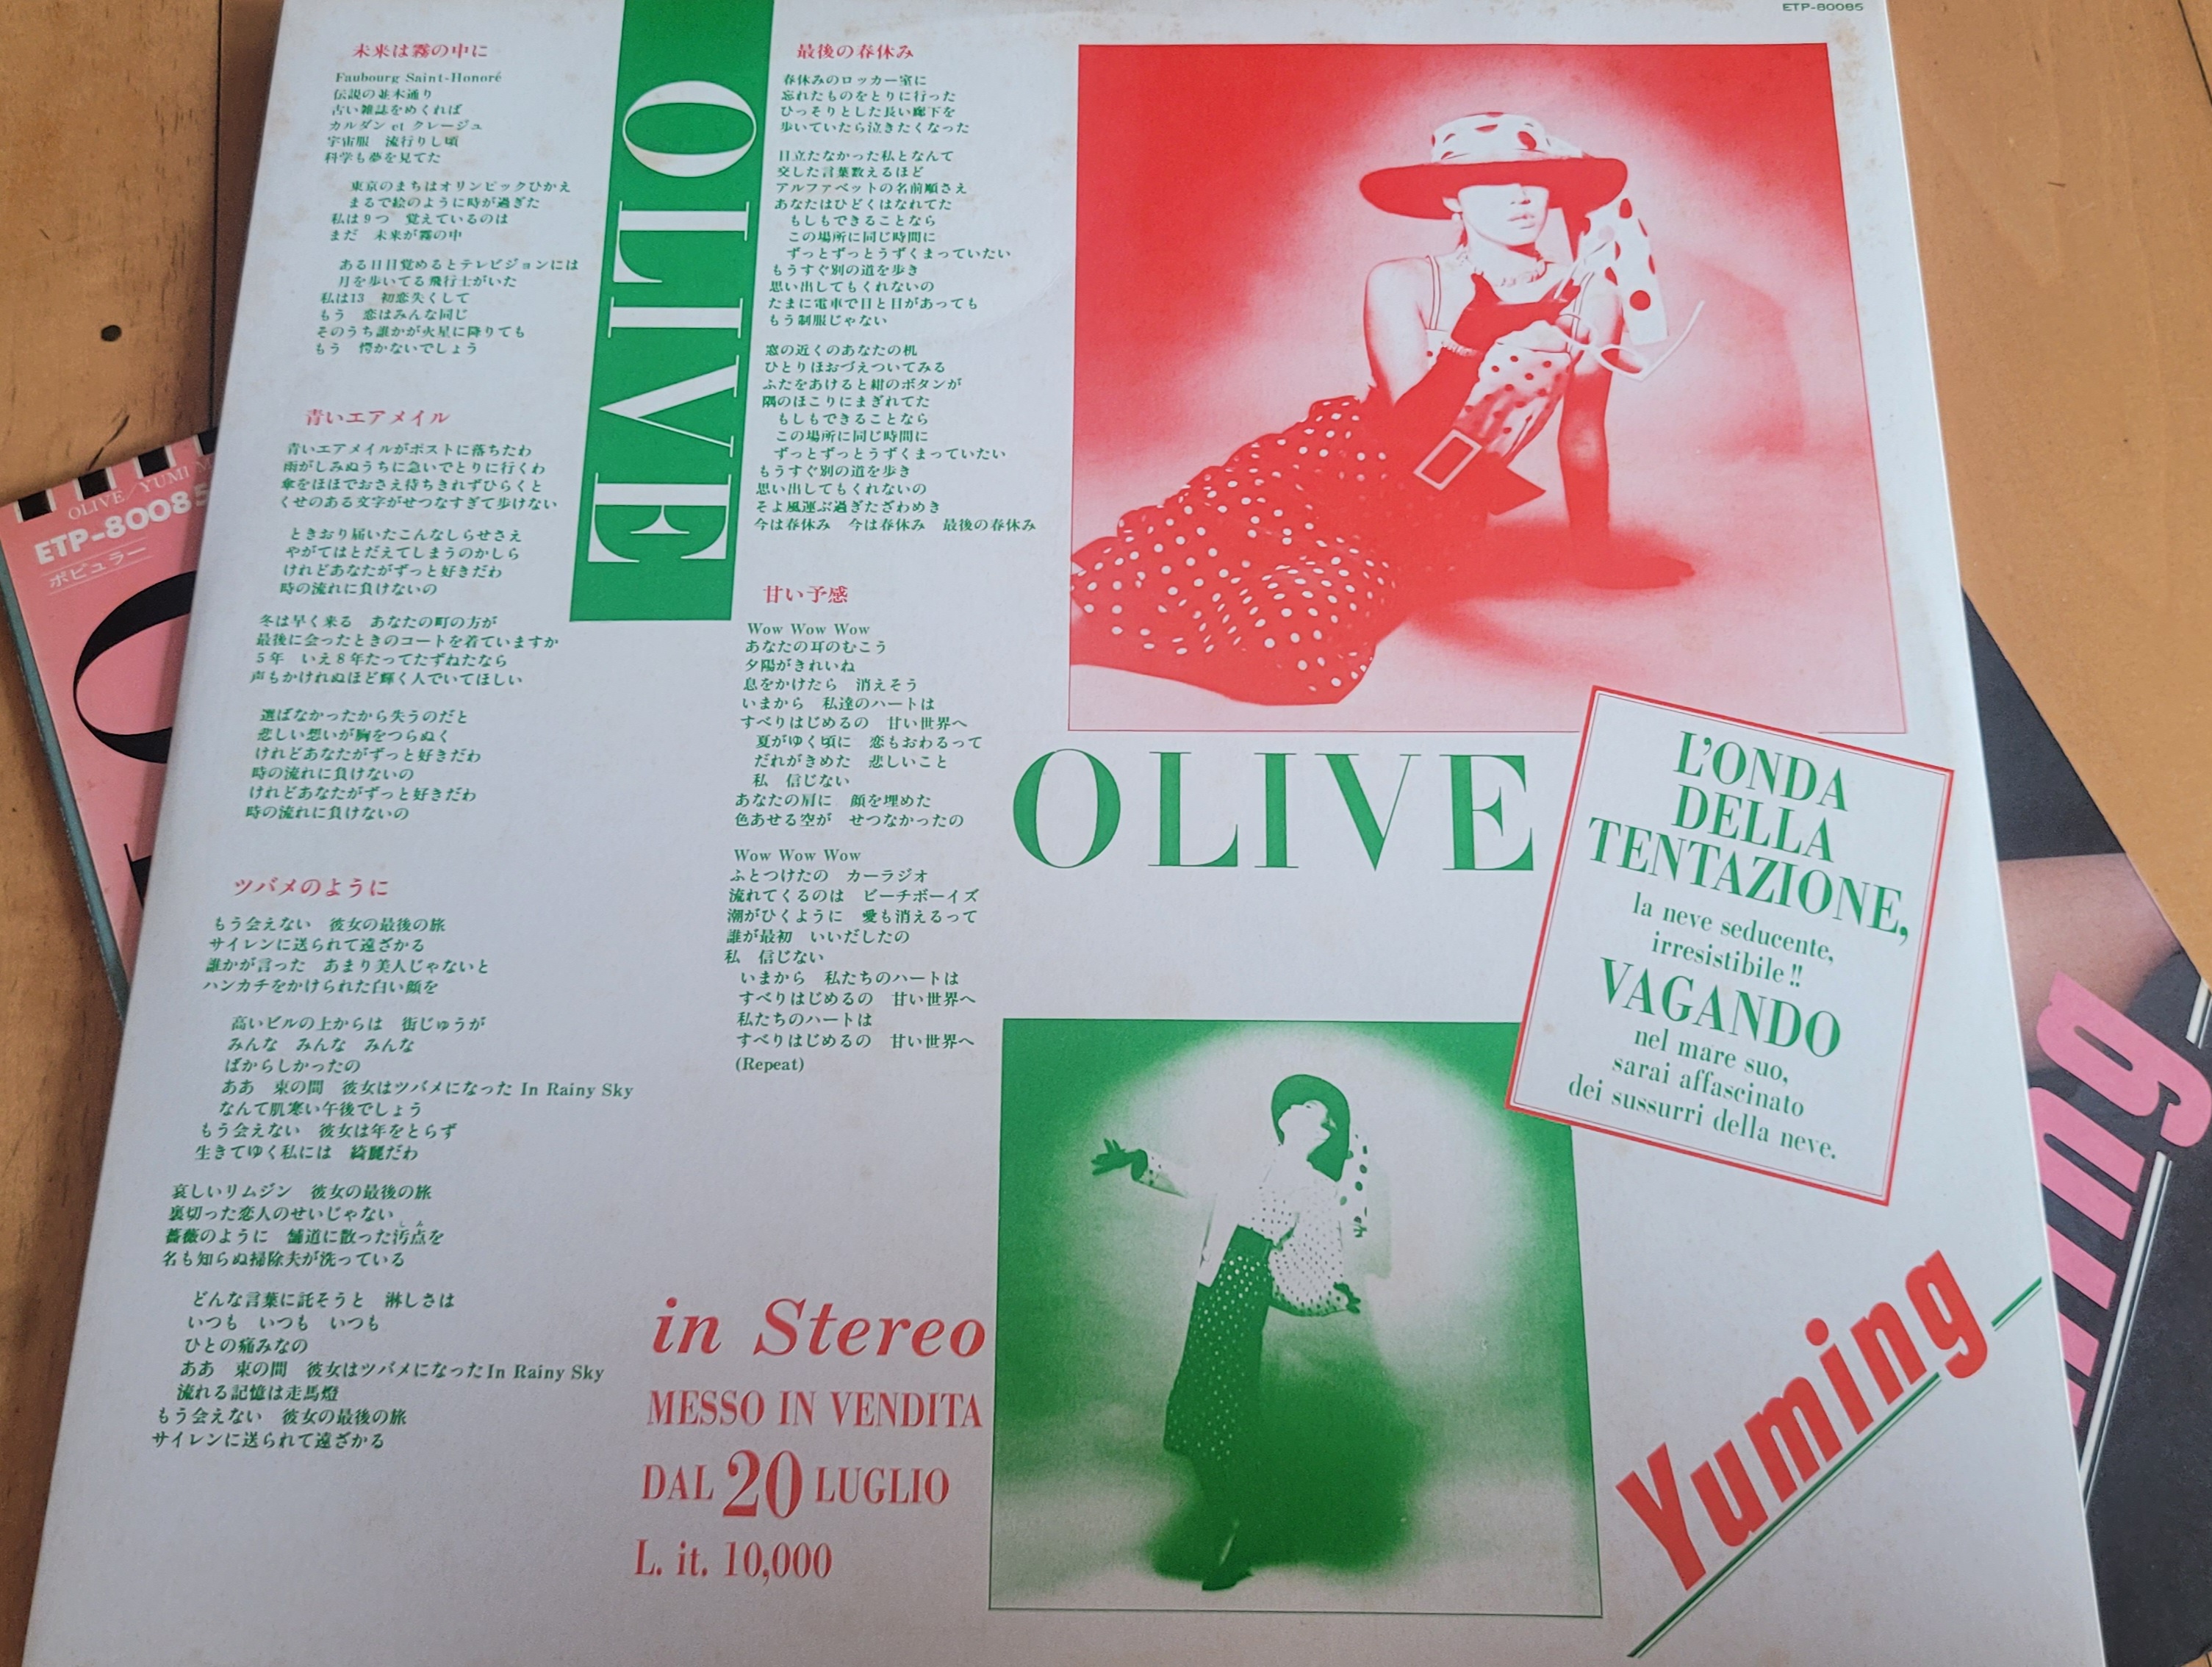 ETP-80085
未来は霧の中に
Faubourg Saint-Honoré
伝説の並木通り
古い雑誌をめくれば
カルダン et クレージュ
宇宙服　流行りし頃
科学も夢を見てた
東京のまちはオリンピックひかえ
まるで絵のように時が過ぎた
私は9つ　覚えているのは
まだ　未来が霧の中
ある日目覚めるとテレビジョンには
月を歩いてる飛行士がいた
私は13　初恋失くして
もう　恋はみんな同じ
そのうち誰かが火星に降りても
もう　愕かないでしょう
青いエアメイル
青いエアメイルがポストに落ちたわ
雨がしみぬうちに急いでとりに行くわ
傘をほほでおさえ待ちきれずひらくと
くせのある文字がせつなすぎて歩けない
ときおり届いたこんなしらせさえ
やがてはとだえてしまうのかしら
けれどあなたがずっと好きだわ
時の流れに負けないの
冬は早く来る　あなたの町の方が
最後に会ったときのコートを着ていますか
5年　いえ8年たってたずねたなら
声もかけれぬほど輝く人でいてほしい
選ばなかったから失うのだと
悲しい想いが胸をつらぬく
けれどあなたがずっと好きだわ
時の流れに負けないの
けれどあなたがずっと好きだわ
時の流れに負けないの
ツバメのように
もう会えない　彼女の最後の旅
サイレンに送られて遠ざかる
誰かが言った　あまり美人じゃないと
ハンカチをかけられた白い顔を
高いビルの上からは　街じゅうが
みんな　みんな　みんな
ばからしかったの
ああ　束の間　彼女はツバメになった In Rainy Sky
なんて肌寒い午後でしょう
もう会えない　彼女は年をとらず
生きてゆく私には　綺麗だわ
哀しいリムジン　彼女の最後の旅
裏切った恋人のせいじゃない
薔薇のように　舗道に散った汚点を
しみ
名も知らぬ掃除夫が洗っている
どんな言葉に託そうと　淋しさは
いつも　いつも　いつも
ひとの痛みなの
ああ　束の間　彼女はツバメになった In Rainy Sky
流れる記憶は走馬燈
もう会えない　彼女の最後の旅
サイレンに送られて遠ざかる
OLIVE
最後の春休み
春休みのロッカー室に
忘れたものをとりに行った
ひっそりとした長い廊下を
歩いていたら泣きたくなった
目立たなかった私となんて
交した言葉数えるほど
アルファベットの名前順さえ
あなたはひどくはなれてた
もしもできることなら
この場所に同じ時間に
ずっとずっとうずくまっていたい
もうすぐ別の道を歩き
思い出してもくれないの
たまに電車で目と目があっても
もう制服じゃない
窓の近くのあなたの机
ひとりほおづえついてみる
ふたをあけると紺のボタンが
隅のほこりにまぎれてた
もしもできることなら
この場所に同じ時間に
ずっとずっとうずくまっていたい
もうすぐ別の道を歩き
思い出してもくれないの
そよ風運ぶ過ぎたざわめき
今は春休み　今は春休み　最後の春休み
甘い予感
Wow Wow Wow
あなたの耳のむこう
夕陽がきれいね
息をかけたら　消えそう
いまから　私達のハートは
すべりはじめるの　甘い世界へ
夏がゆく頃に　恋もおわるって
だれがきめた　悲しいこと
私　信じない
あなたの肩に　顔を埋めた
色あせる空が　せつなかったの
Wow Wow Wow
ふとつけたの　カーラジオ
流れてくるのは　ビーチボーイズ
潮がひくように　愛も消えるって
誰が最初　いいだしたの
私　信じない
いまから　私たちのハートは
すべりはじめるの　甘い世界へ
私たちのハートは
すべりはじめるの　甘い世界へ
(Repeat)
OLIVE
L'ONDA
DELLA
TENTAZIONE,
la neve seducente,
irresistibile!!
VAGANDO
nel mare suo,
sarai affascinato
dei sussurri della neve.
in Stereo
MESSO IN VENDITA
DAL 20 LUGLIO
L. it. 10,000
Yuming
OLIVE/YUMI
ETP-80085
ポピュラー